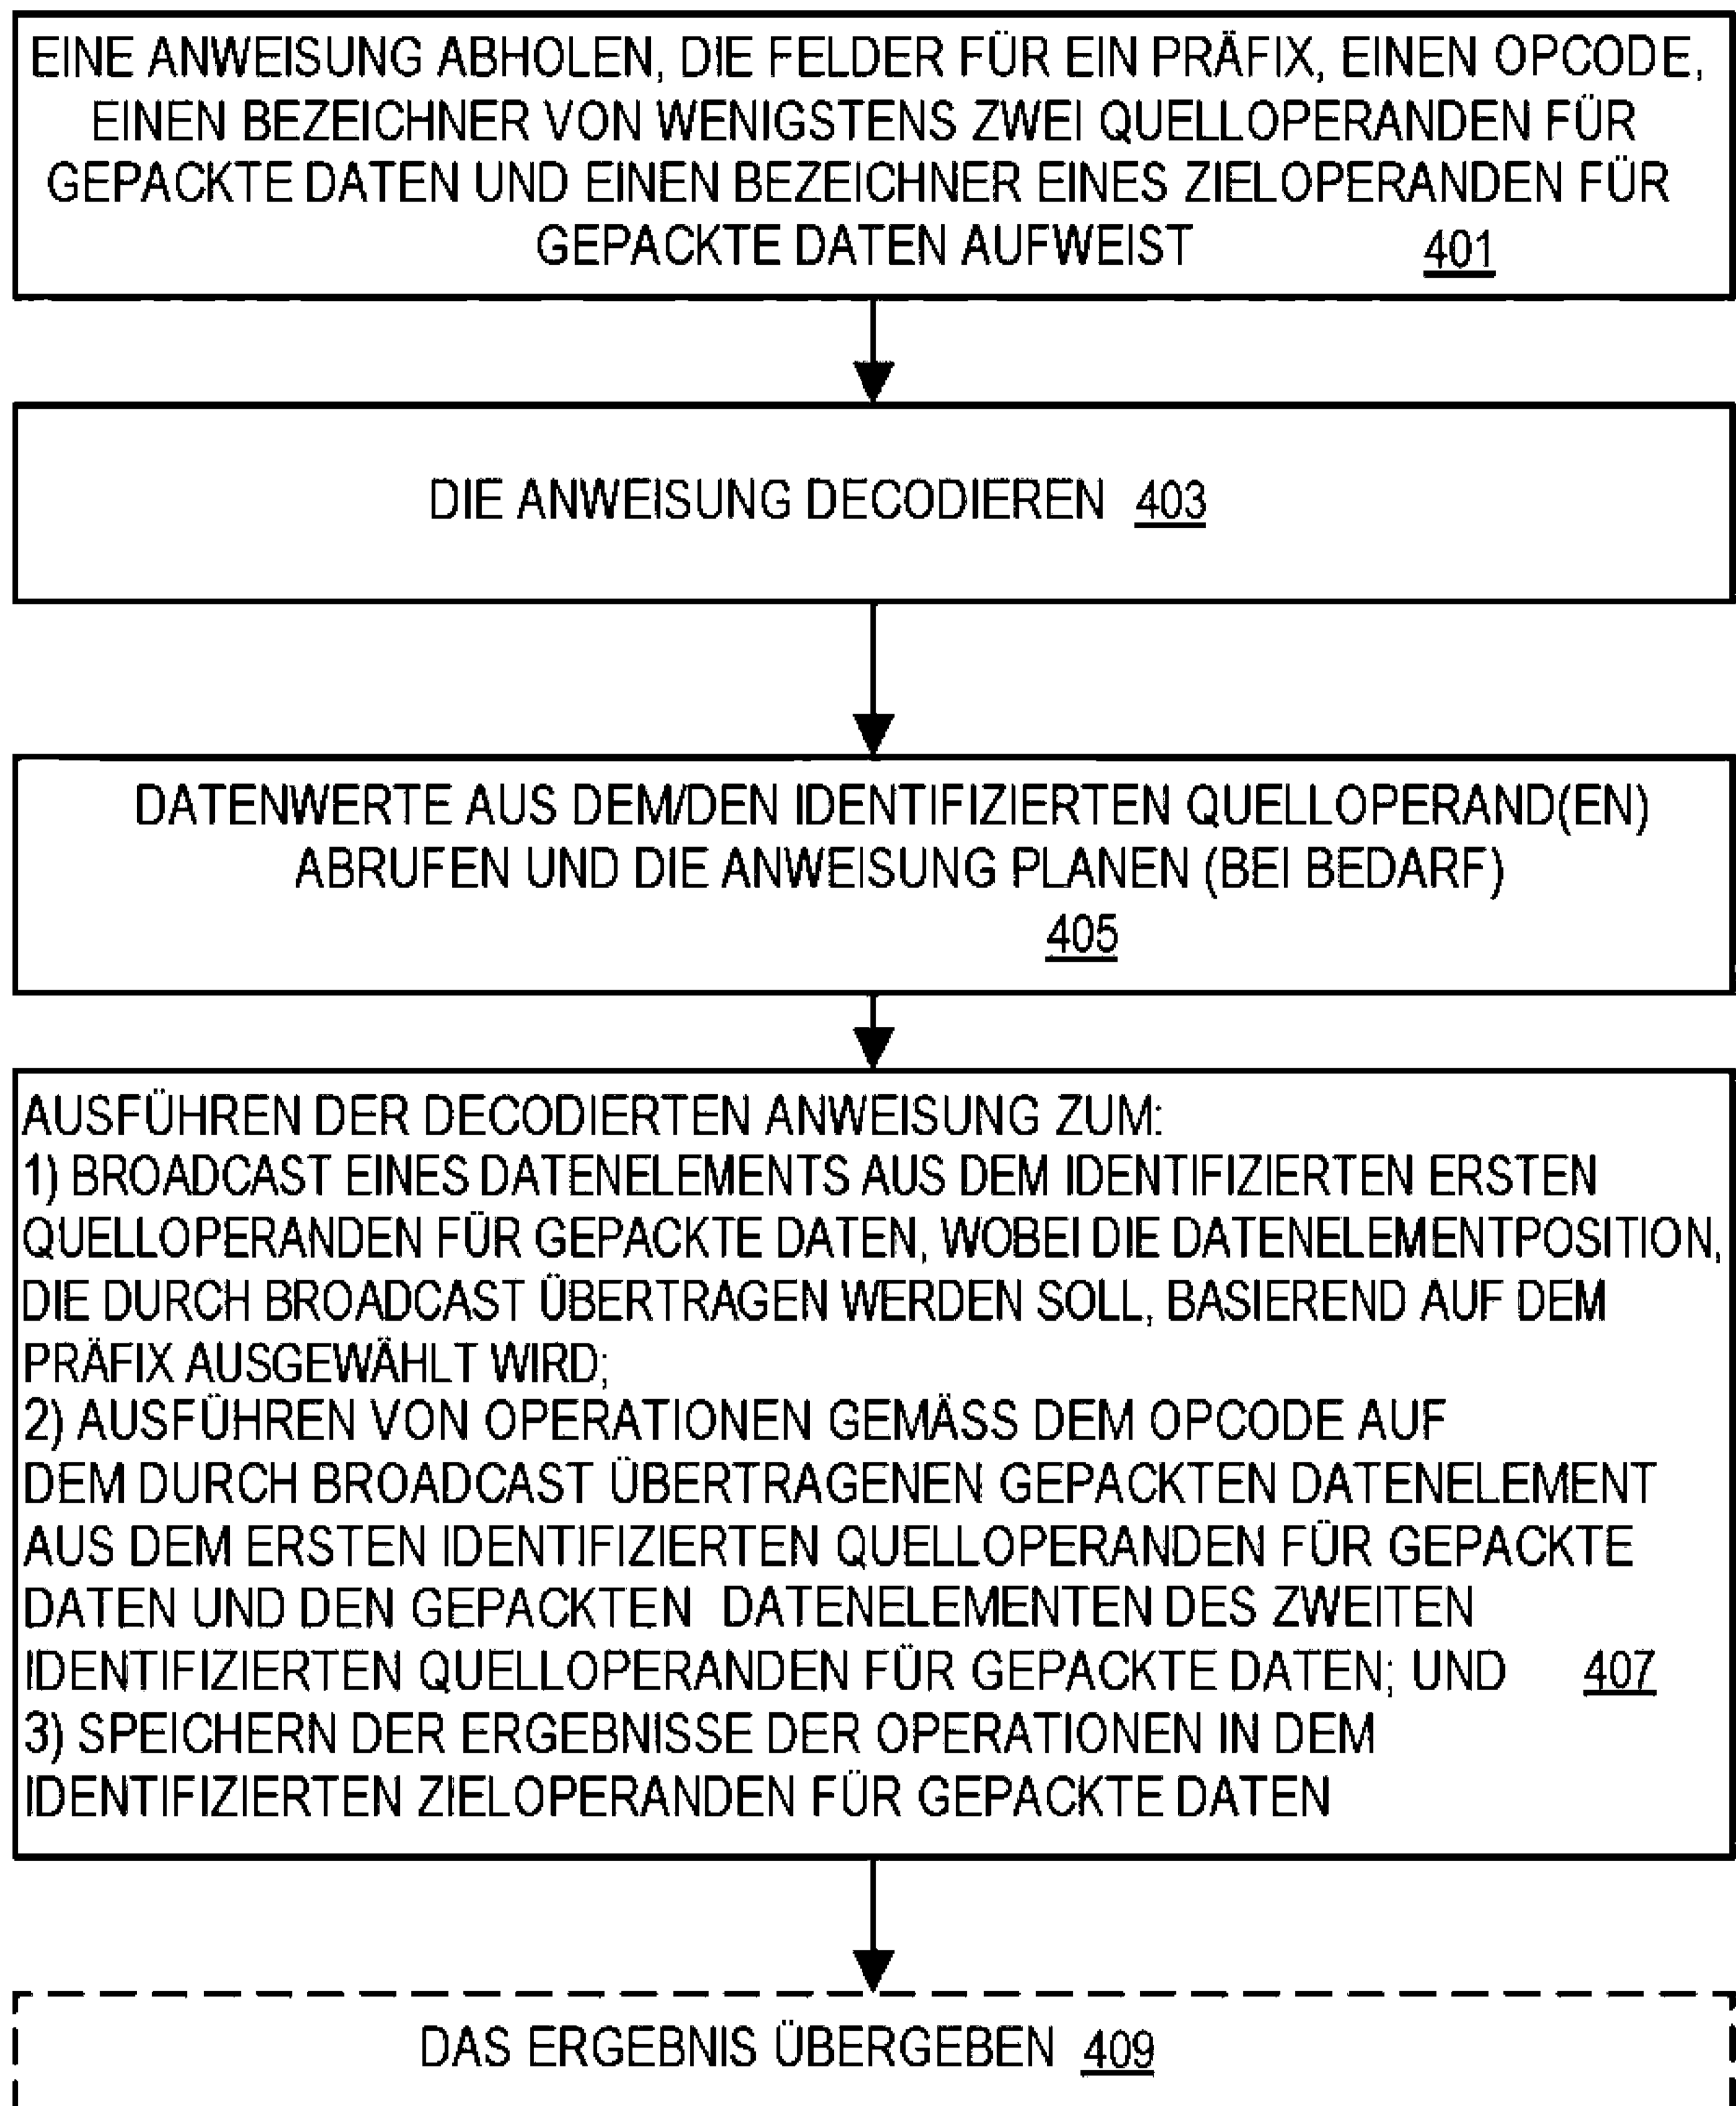 EINE ANWEISUNG ABHOLEN, DIE FELDER FÜR EIN PRÄFIX, EINEN OPCODE,
EINEN BEZEICHNER VON WENIGSTENS ZWEI QUELLOPERANDEN FÜR
GEPACKTE DATEN UND EINEN BEZEICHNER EINES ZIELOPERANDEN FÜR
GEPACKTE DATEN AUFWEIST 401
DIE ANWEISUNG DECODIEREN 403
DATENWERTE AUS DEM/DEN IDENTIFIZIERTEN QUELLOPERAND(EN)
ABRUFEN UND DIE ANWEISUNG PLANEN (BEI BEDARF)
405
AUSFÜHREN DER DECODIERTEN ANWEISUNG ZUM:
1) BROADCAST EINES DATENELEMENTS AUS DEM IDENTIFIZIERTEN ERSTEN
QUELLOPERANDEN FÜR GEPACKTE DATEN, WOBEI DIE DATENELEMENTPOSITION,
DIE DURCH BROADCAST ÜBERTRAGEN WERDEN SOLL, BASIEREND AUF DEM
PRÄFIX AUSGEWÄHLT WIRD;
2) AUSFÜHREN VON OPERATIONEN GEMÄSS DEM OPCODE AUF
DEM DURCH BROADCAST ÜBERTRAGENEN GEPACKTEN DATENELEMENT
AUS DEM ERSTEN IDENTIFIZIERTEN QUELLOPERANDEN FÜR GEPACKTE
DATEN UND DEN GEPACKTEN DATENELEMENTEN DES ZWEITEN
IDENTIFIZIERTEN QUELLOPERANDEN FÜR GEPACKTE DATEN; UND 407
3) SPEICHERN DER ERGEBNISSE DER OPERATIONEN IN DEM
IDENTIFIZIERTEN ZIELOPERANDEN FÜR GEPACKTE DATEN
DAS ERGEBNIS ÜBERGEBEN 409